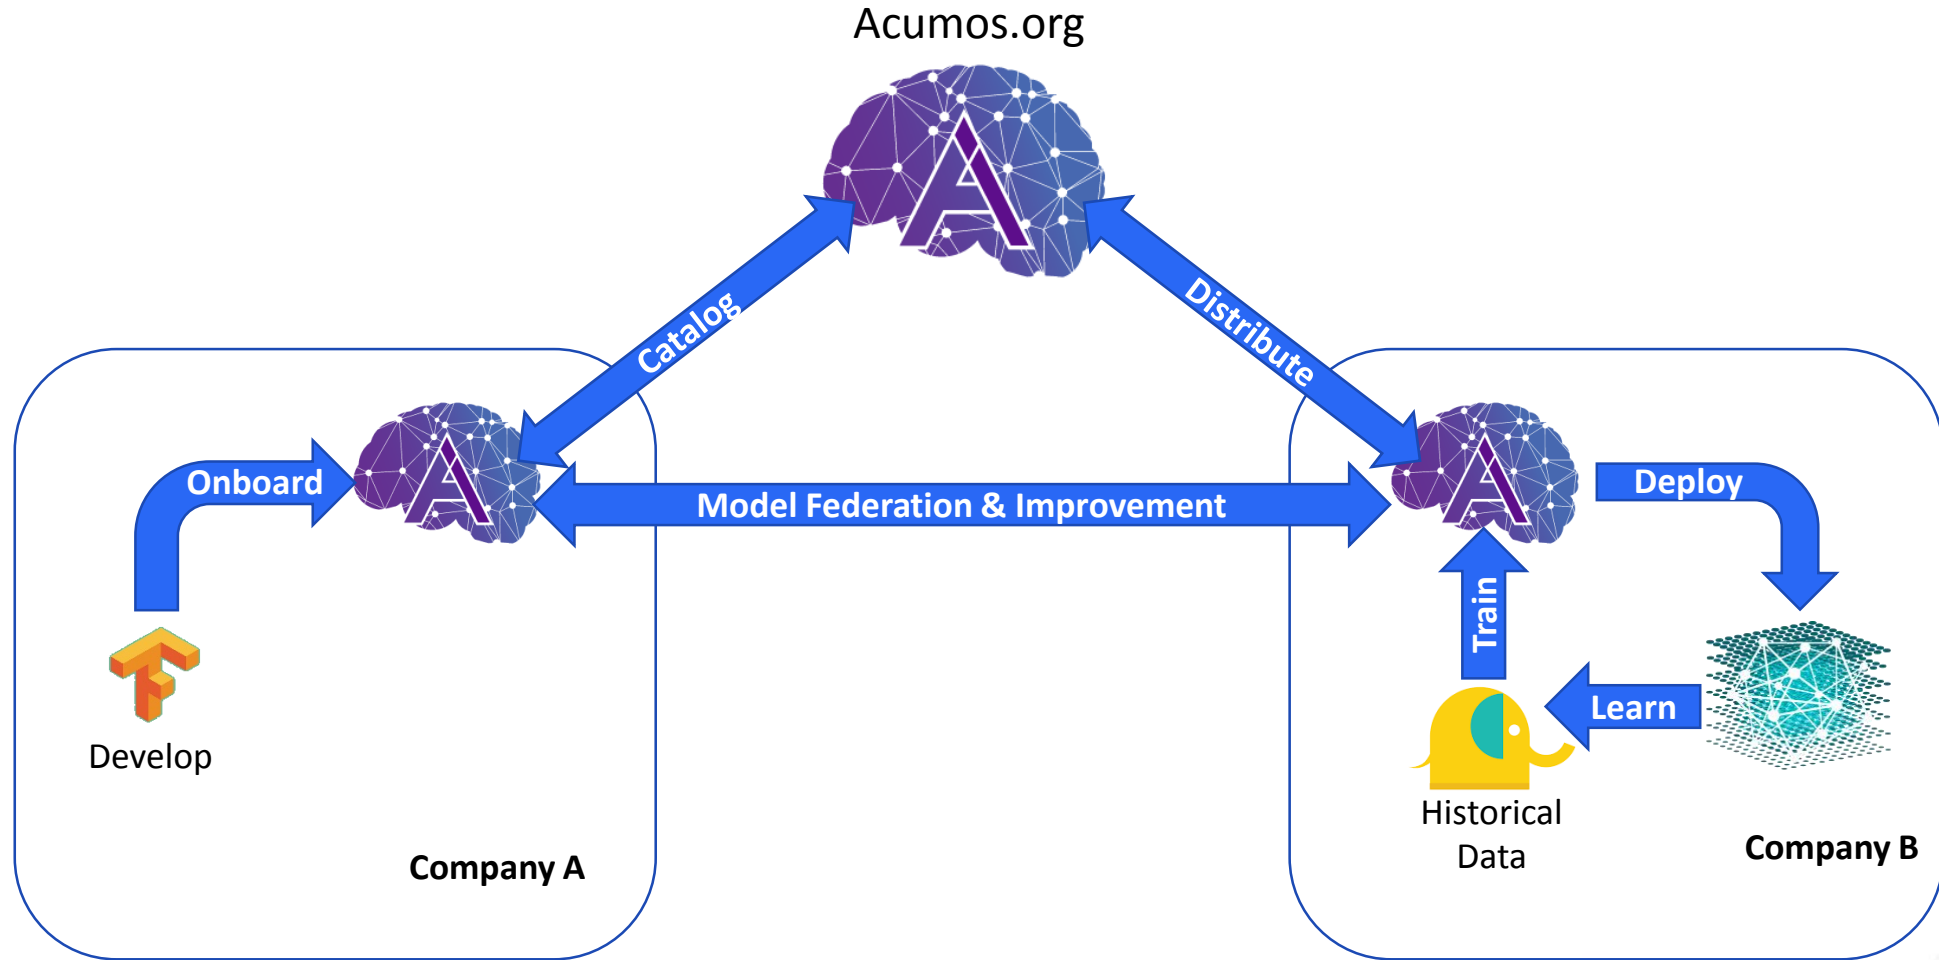 Acumos.org
Catalog
Distribute
Onboard
Model Federation & Improvement
Deploy
Train
Learn
Develop
Historical
Data
Company A
Company B